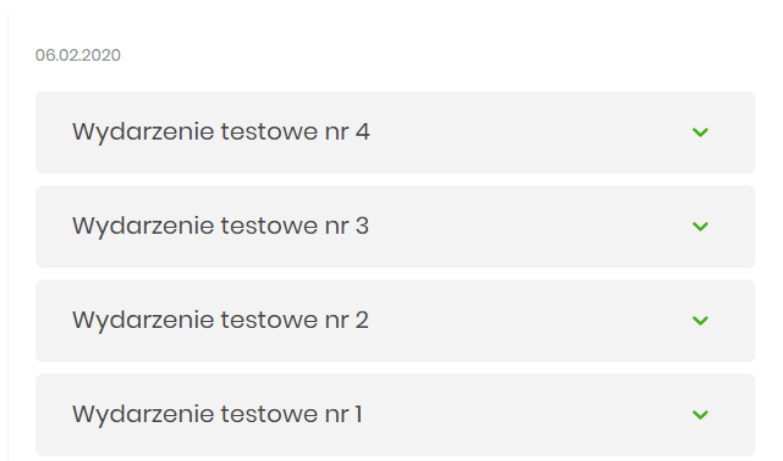 06.02.2020
Wydarzenie testowe nr 4
Wydarzenie testowe nr 3
Wydarzenie testowe nr 2
Wydarzenie testowe nr 1